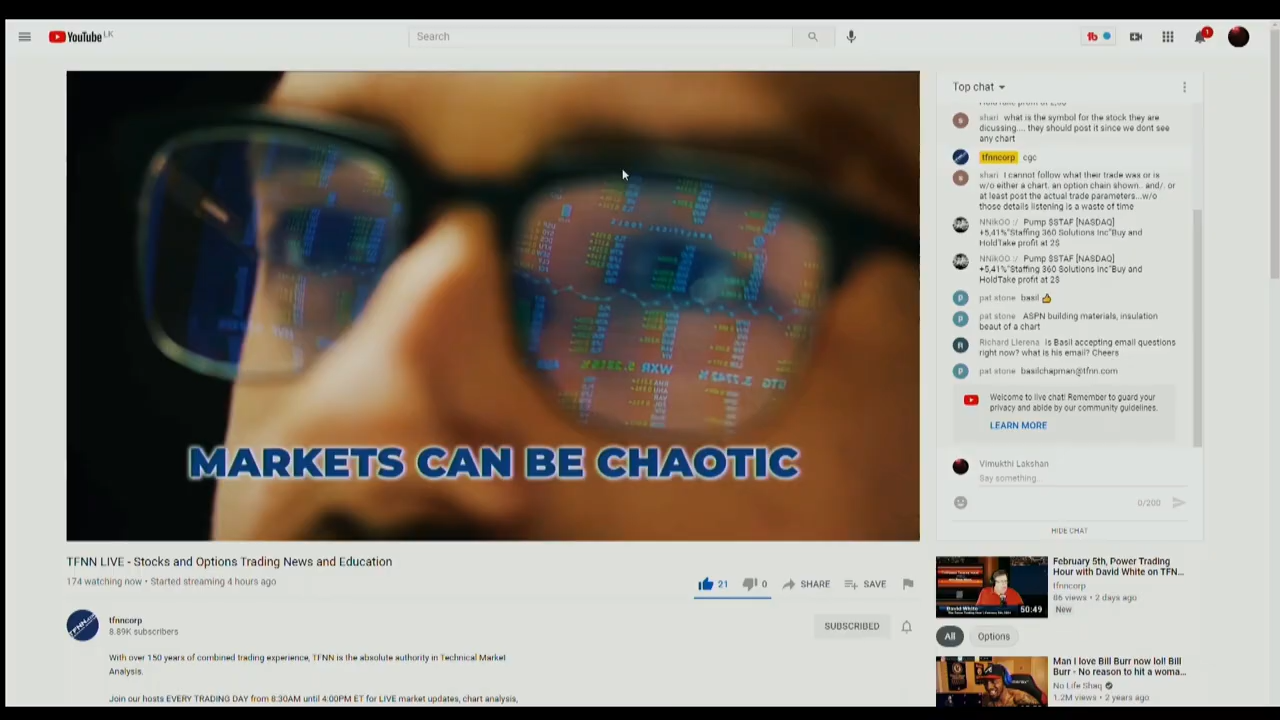 YouTube LK
Search
fb
1
Top chat
shari what is the symbol for the stock they are
dicussing.... they should post it since we dont see
any chart
tfnncorp cgc
shari I cannot follow what their trade was or is
w/o either a chart. an option chain shown.. and/. or
at least post the actual trade parameters...w/o
those details listening is a waste of time
NNikOO :/ Pump $STAF [NASDAQ]
+5,41%"Staffing 360 Solutions Inc"Buy and
HoldTake profit at 2$
NNikOO :/ Pump $STAF [NASDAQ]
+5,41%"Staffing 360 Solutions Inc"Buy and
HoldTake profit at 2$
pat stone basil 👍
pat stone ASPN building materials, insulation
beaut of a chart
Richard Llerena Is Basil accepting email questions
right now? what is his email? Cheers
pat stone basilchapman@tfnn.com
Welcome to live chat! Remember to guard your
privacy and abide by our community guidelines.
LEARN MORE
Vimukthi Lakshan
Say something...
0/200
HIDE CHAT
MARKETS CAN BE CHAOTIC
TFNN LIVE - Stocks and Options Trading News and Education
174 watching now • Started streaming 4 hours ago
21 0 SHARE SAVE
tfnncorp
8.89K subscribers
SUBSCRIBED
With over 150 years of combined trading experience, TFNN is the absolute authority in Technical Market
Analysis.
Join our hosts EVERY TRADING DAY from 8:30AM until 4:00PM ET for LIVE market updates, chart analysis,
February 5th, Power Trading
Hour with David White on TFN...
tfnncorp
86 views • 2 days ago
New
David White
50:49
All Options
Man I love Bill Burr now lol! Bill
Burr - No reason to hit a woma...
No Life Shaq
1.2M views • 2 years ago